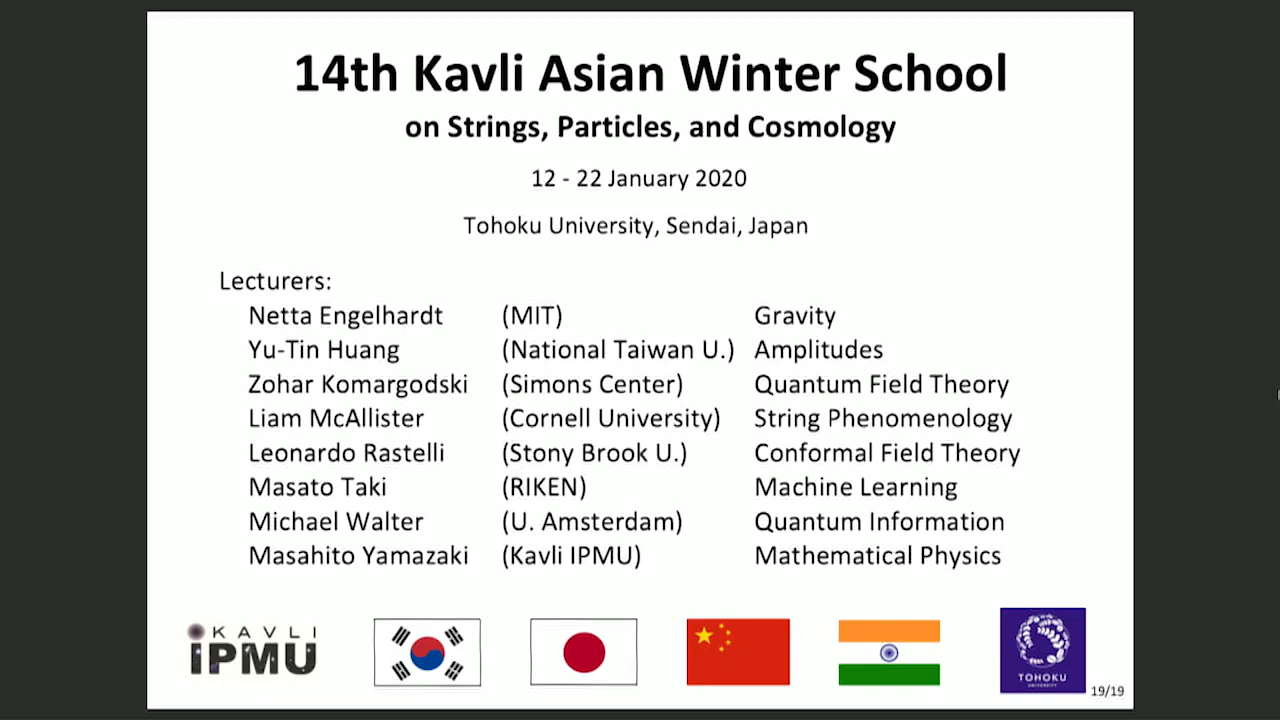 14th Kavli Asian Winter School
on Strings, Particles, and Cosmology
12 - 22 January 2020
Tohoku University, Sendai, Japan
Lecturers:
Netta Engelhardt (MIT) Gravity
Yu-Tin Huang (National Taiwan U.) Amplitudes
Zohar Komargodski (Simons Center) Quantum Field Theory
Liam McAllister (Cornell University) String Phenomenology
Leonardo Rastelli (Stony Brook U.) Conformal Field Theory
Masato Taki (RIKEN) Machine Learning
Michael Walter (U. Amsterdam) Quantum Information
Masahito Yamazaki (Kavli IPMU) Mathematical Physics
KAVLI
iPMU
TOHOKU
UNIVERSITY
19/19